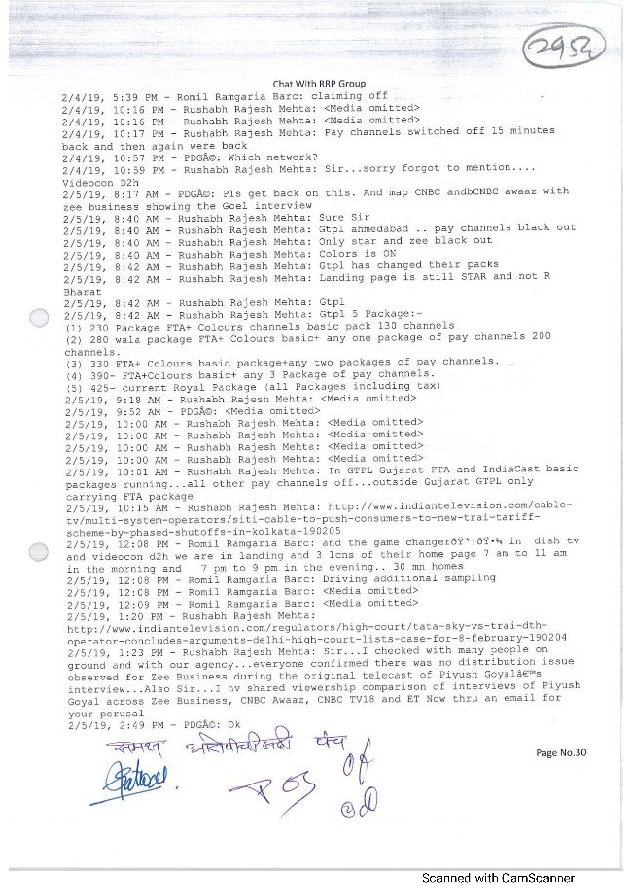 2954
Chat With RRP Group
2/4/19, 5:39 PM - Romil Ramgaria Barc: claiming off
2/4/19, 10:16 PM - Rushabh Rajesh Mehta: <Media omitted>
2/4/19, 10:16 PM - Rushabh Rajesh Mehta: <Media omitted>
2/4/19, 10:17 PM - Rushabh Rajesh Mehta: Pay channels switched off 15 minutes
back and then again were back
2/4/19, 10:57 PM - PDGÂ©: Which network?
2/4/19, 10:59 PM - Rushabh Rajesh Mehta: Sir...sorry forgot to mention....
Videocon D2h
2/5/19, 8:17 AM - PDGÂ©: Pls get back on this. And map CNBC andbCNBC awaaz with
zee business showing the Goel interview
2/5/19, 8:40 AM - Rushabh Rajesh Mehta: Sure Sir
2/5/19, 8:40 AM - Rushabh Rajesh Mehta: Gtpl ahmedabad .. pay channels black out
2/5/19, 8:40 AM - Rushabh Rajesh Mehta: Only star and zee black out
2/5/19, 8:40 AM - Rushabh Rajesh Mehta: Colors is ON
2/5/19, 8:42 AM - Rushabh Rajesh Mehta: Gtpl has changed their packs
2/5/19, 8:42 AM - Rushabh Rajesh Mehta: Landing page is still STAR and not R
Bharat
2/5/19, 8:42 AM - Rushabh Rajesh Mehta: Gtpl
2/5/19, 8:42 AM - Rushabh Rajesh Mehta: Gtpl 5 Package:-
(1) 230 Package FTA+ Colours channels basic pack 130 channels
(2) 280 wala package FTA+ Colours basic+ any one package of pay channels 200
channels.
(3) 330 FTA+ Colours basic package+any two packages of pay channels.
(4) 390- FTA+Colours basic+ any 3 Package of pay channels.
(5) 425- current Royal Package (all Packages including tax)
2/5/19, 9:18 AM - Rushabh Rajesh Mehta: <Media omitted>
2/5/19, 9:52 AM - PDGÂ©: <Media omitted>
2/5/19, 10:00 AM - Rushabh Rajesh Mehta: <Media omitted>
2/5/19, 10:00 AM - Rushabh Rajesh Mehta: <Media omitted>
2/5/19, 10:00 AM - Rushabh Rajesh Mehta: <Media omitted>
2/5/19, 10:00 AM - Rushabh Rajesh Mehta: <Media omitted>
2/5/19, 10:01 AM - Rushabh Rajesh Mehta: In GTPL Gujarat FTA and IndiaCast basic
packages running...all other pay channels off...outside Gujarat GTPL only
carrying FTA package
2/5/19, 10:15 AM - Rushabh Rajesh Mehta: http://www.indiantelevision.com/cable-
tv/multi-system-operators/siti-cable-to-push-consumers-to-new-trai-tariff-
scheme-by-phased-shutoffs-in-kolkata-190205
2/5/19, 12:08 PM - Romil Ramgaria Barc: and the game changer in dish tv
and videocon d2h we are in landing and 3 lcns of their home page 7 am to 11 am
in the morning and 7 pm to 9 pm in the evening.. 30 mn homes
2/5/19, 12:08 PM - Romil Ramgaria Barc: Driving additional sampling
2/5/19, 12:08 PM - Romil Ramgaria Barc: <Media omitted>
2/5/19, 12:09 PM - Romil Ramgaria Barc: <Media omitted>
2/5/19, 1:20 PM - Rushabh Rajesh Mehta:
http://www.indiantelevision.com/regulators/high-court/tata-sky-vs-trai-dth-
operator-concludes-arguments-delhi-high-court-lists-case-for-8-february-190204
2/5/19, 1:23 PM - Rushabh Rajesh Mehta: Sir...I checked with many people on
ground and with our agency...everyone confirmed there was no distribution issue
observed for Zee Business during the original telecast of Piyush Goyalâ€™s
interview...Also Sir...I hv shared viewership comparison of interviews of Piyush
Goyal across Zee Business, CNBC Awaaz, CNBC TV18 and ET Now thru an email for
your perusal
2/5/19, 2:49 PM - PDGÂ©: Ok
समक्ष पंच
Page No.30
Scanned with CamScanner